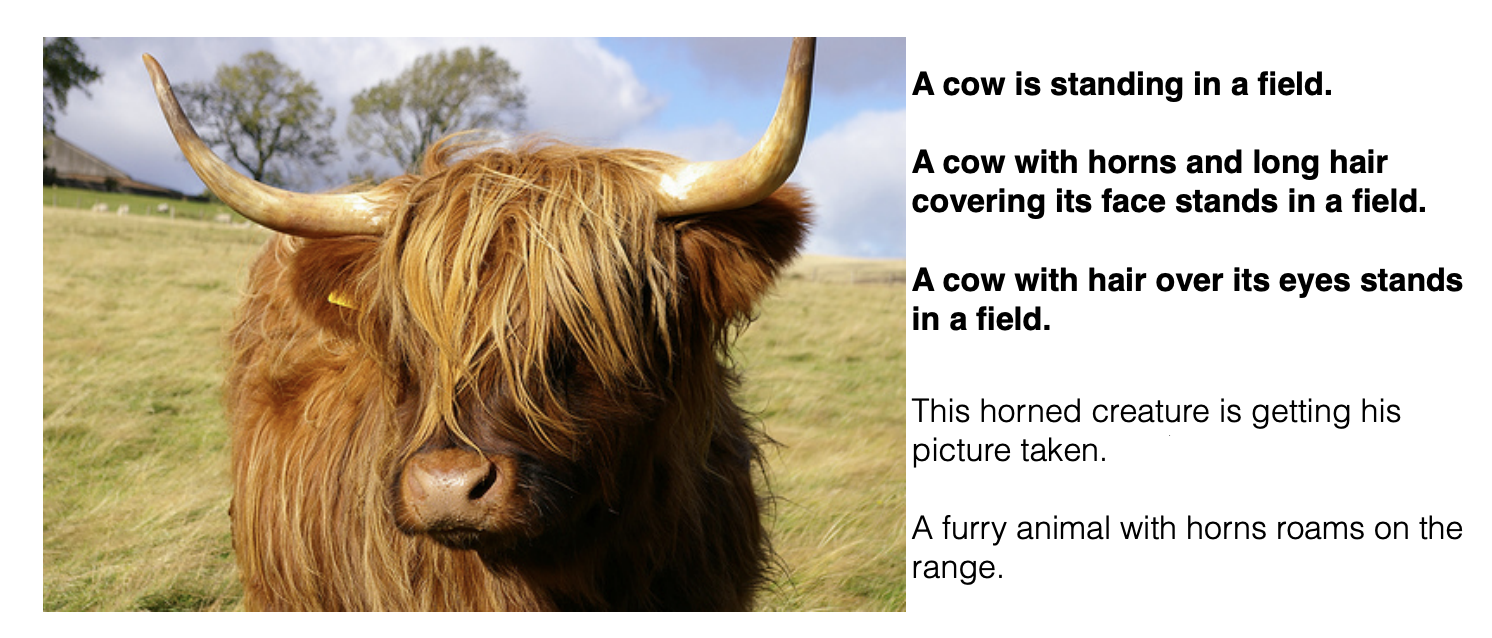 A cow is standing in a field.
A cow with horns and long hair
covering its face stands in a field.
A cow with hair over its eyes stands
in a field.
This horned creature is getting his
picture taken.
A furry animal with horns roams on the
range.